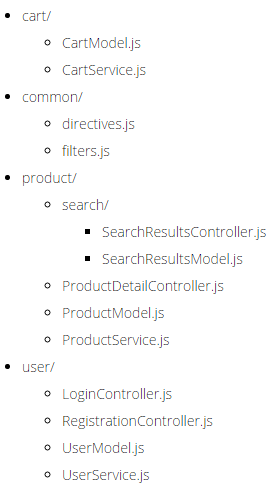 cart/
CartModel.js
CartService.js
common/
directives.js
filters.js
product/
search/
SearchResultsController.js
SearchResultsModel.js
ProductDetailController.js
ProductModel.js
ProductService.js
user/
LoginController.js
RegistrationController.js
UserModel.js
UserService.js